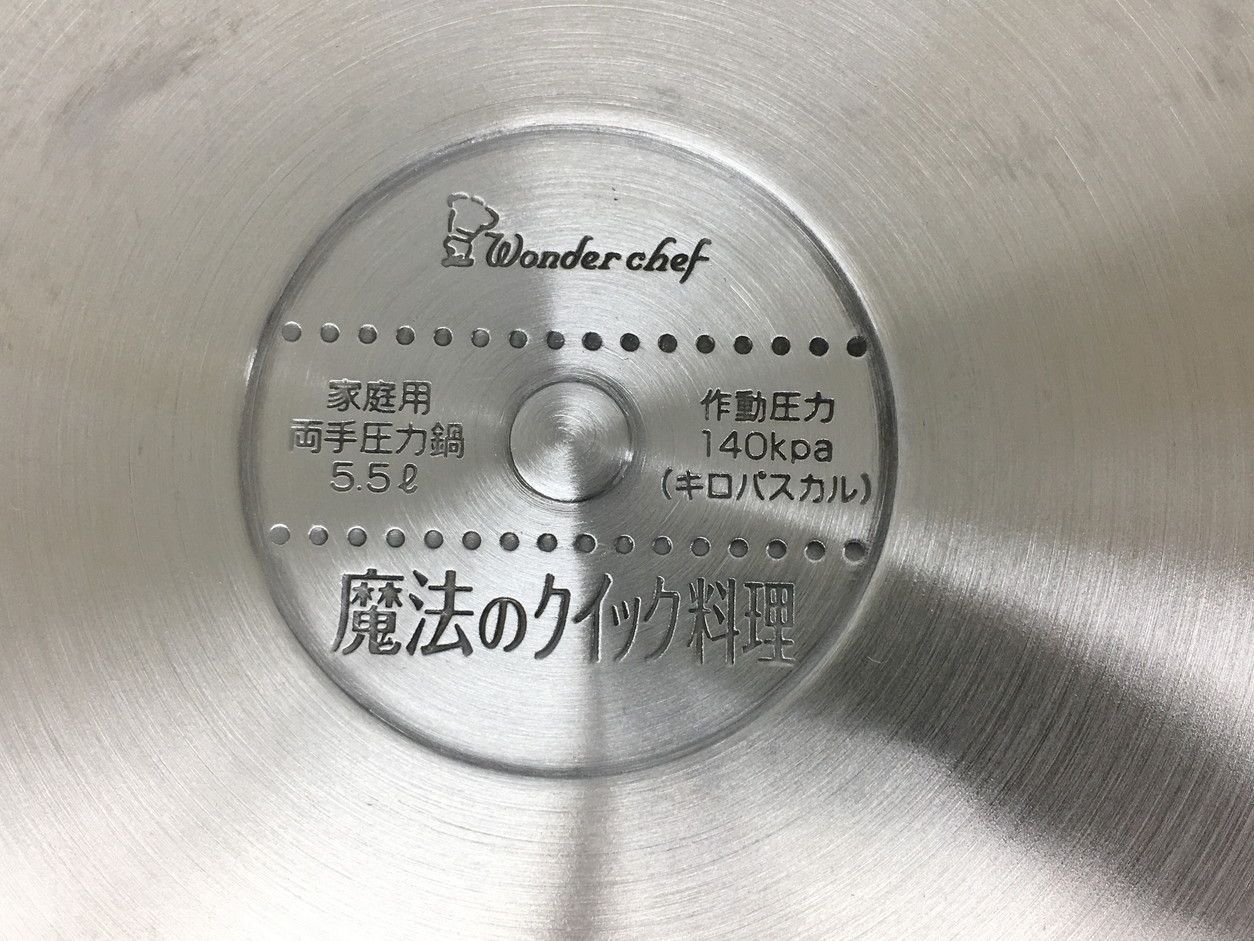 Wonder chef
家庭用
両手圧力鍋
5.5ℓ
作動圧力
140kpa
(キロパスカル)
魔法のクイック料理